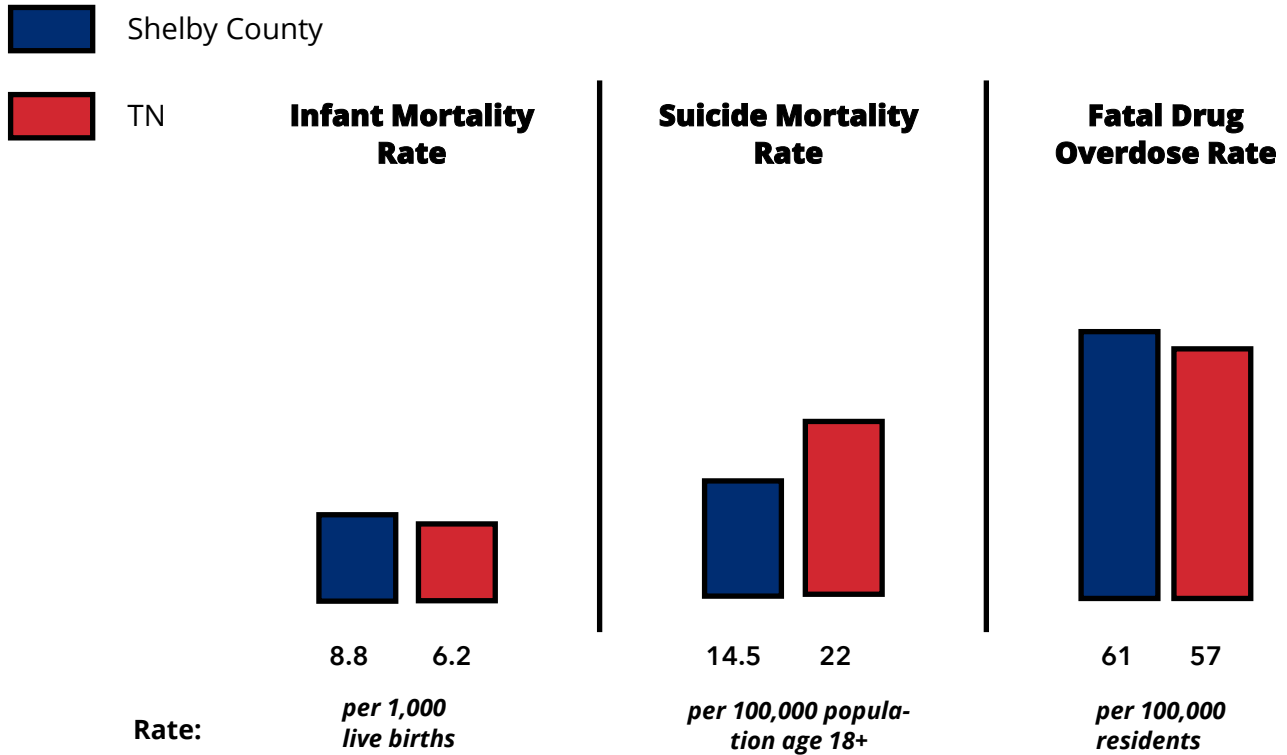 Shelby County
TN
Infant Mortality
Rate
Suicide Mortality
Rate
Fatal Drug
Overdose Rate
8.8 6.2
14.5 22
61 57
Rate:
per 1,000
live births
per 100,000 popula-
tion age 18+
per 100,000
residents